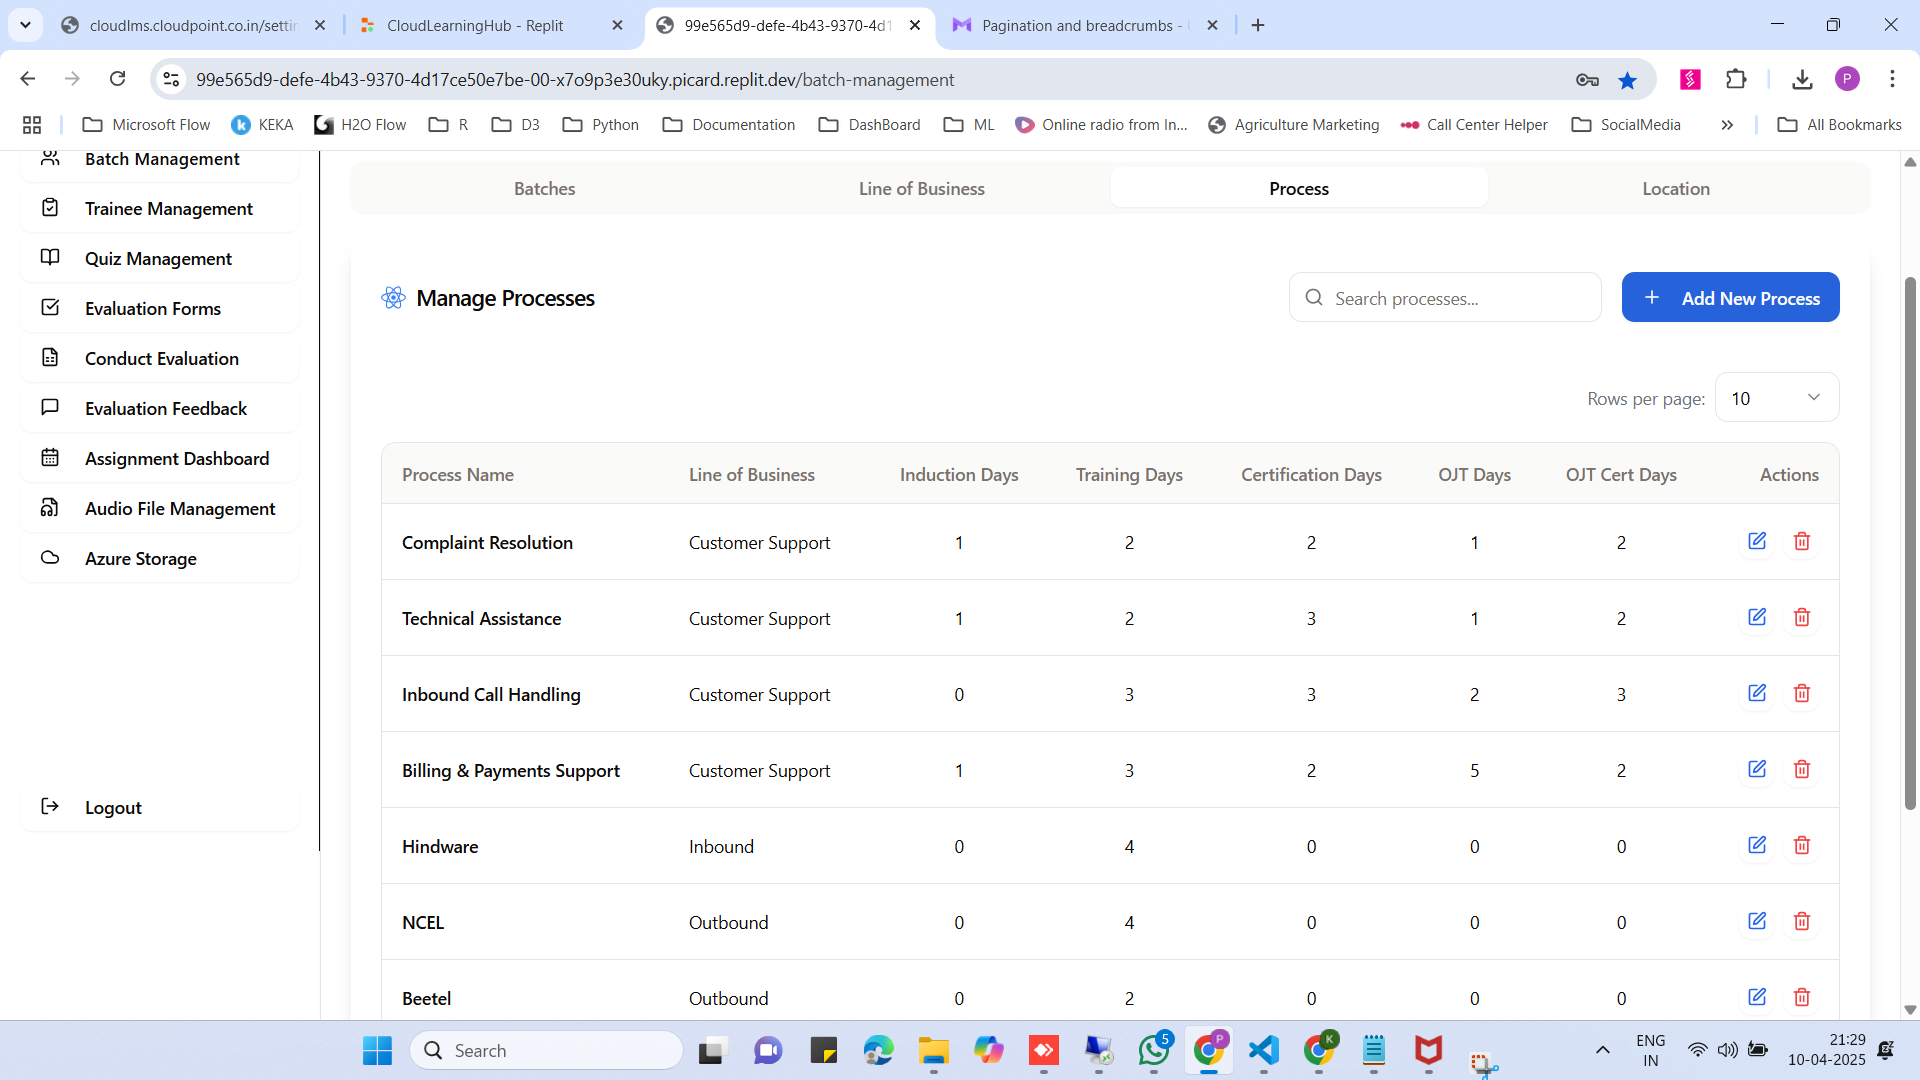 cloudlms.cloudpoint.co.in/settin
CloudLearningHub - Replit
99e565d9-defe-4b43-9370-4d1
Pagination and breadcrumbs -
99e565d9-defe-4b43-9370-4d17ce50e7be-00-x7o9p3e30uky.picard.replit.dev/batch-management
P
Microsoft Flow
KEKA
H2O Flow
R
D3
Python
Documentation
DashBoard
ML
Online radio from In...
Agriculture Marketing
Call Center Helper
SocialMedia
All Bookmarks
Batch Management
Trainee Management
Quiz Management
Evaluation Forms
Conduct Evaluation
Evaluation Feedback
Assignment Dashboard
Audio File Management
Azure Storage
Logout
Batches Line of Business Process Location
Manage Processes
Search processes...
Add New Process
Rows per page: 10
Process Name Line of Business Induction Days Training Days Certification Days OJT Days OJT Cert Days Actions
Complaint Resolution Customer Support 1 2 2 1 2
Technical Assistance Customer Support 1 2 3 1 2
Inbound Call Handling Customer Support 0 3 3 2 3
Billing & Payments Support Customer Support 1 3 2 5 2
Hindware Inbound 0 4 0 0 0
NCEL Outbound 0 4 0 0 0
Beetel Outbound 0 2 0 0 0
Search
5
P
K
ENG
IN
21:29
10-04-2025